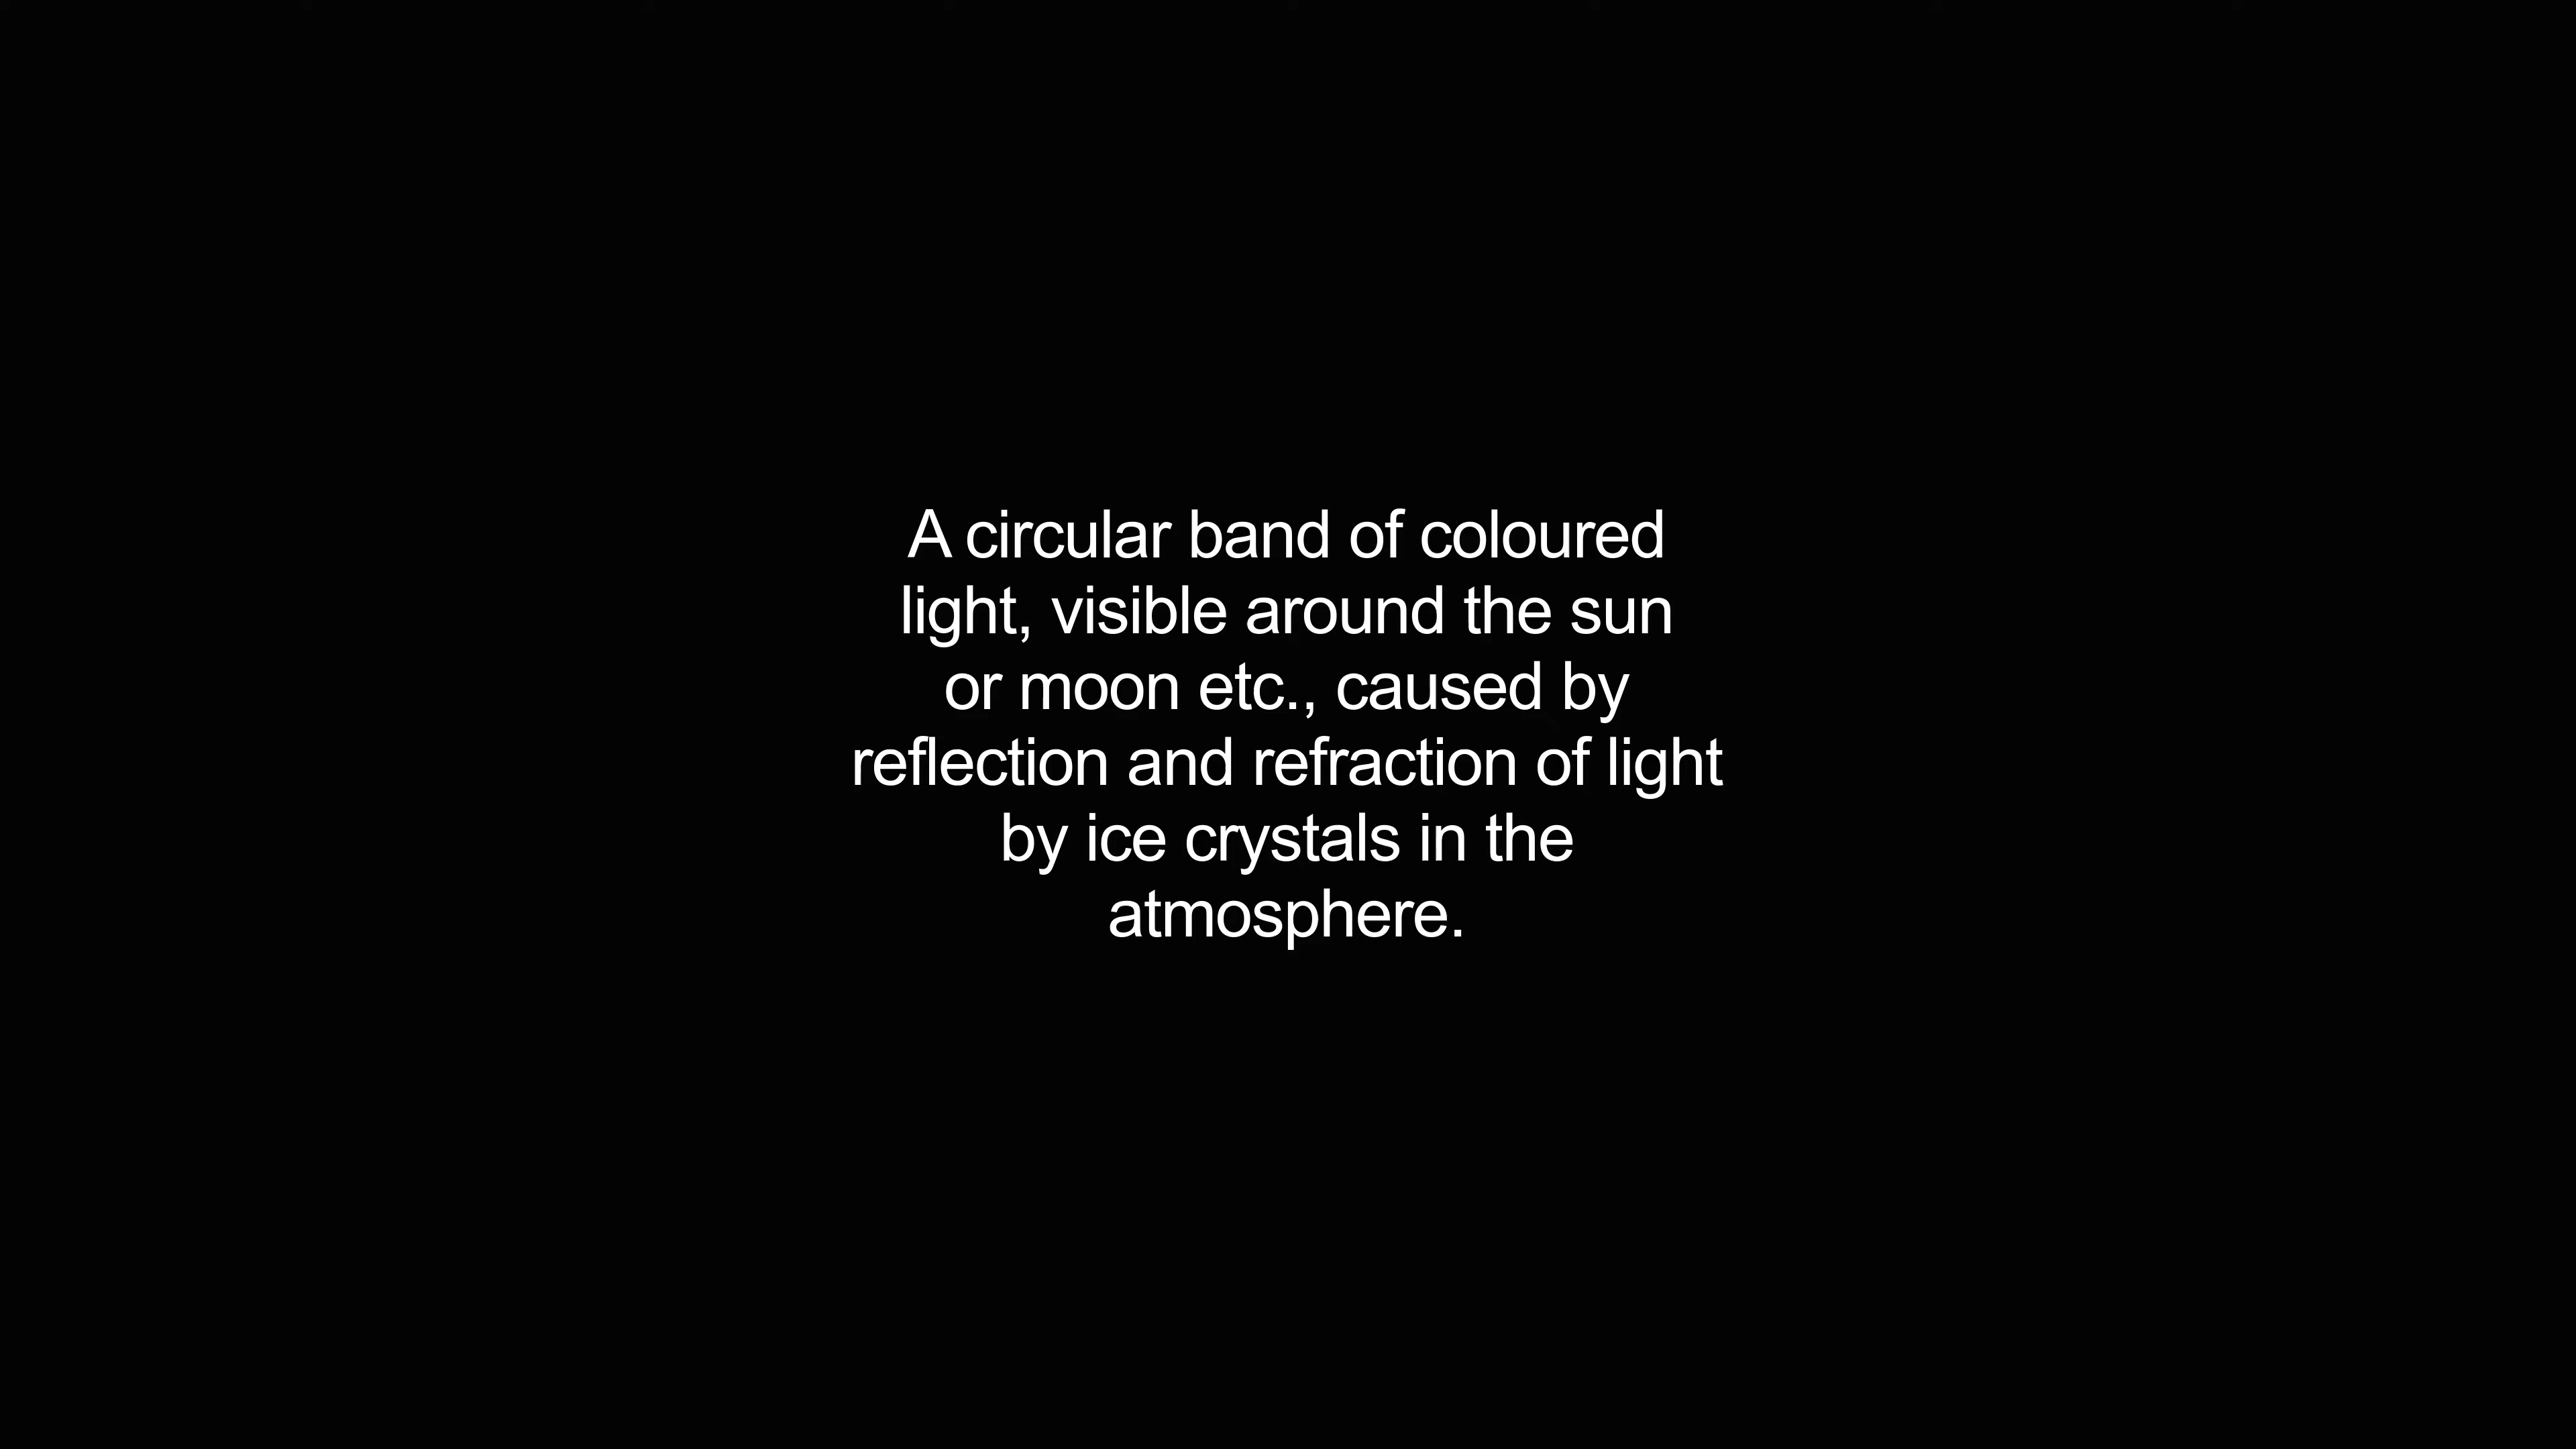 A circular band of coloured
light, visible around the sun
or moon etc., caused by
reflection and refraction of light
by ice crystals in the
atmosphere.